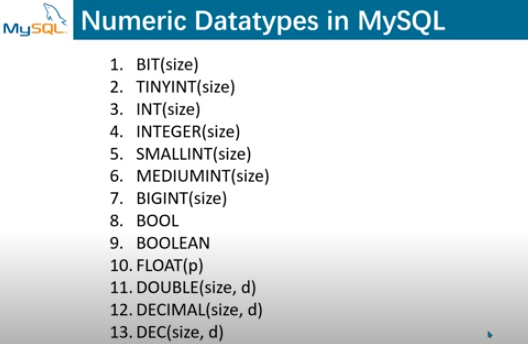 MySQL
Numeric Datatypes in MySQL
1. BIT(size)
2. TINYINT(size)
3. INT(size)
4. INTEGER(size)
5. SMALLINT(size)
6. MEDIUMINT(size)
7. BIGINT(size)
8. BOOL
9. BOOLEAN
10. FLOAT(p)
11. DOUBLE(size, d)
12. DECIMAL(size, d)
13. DEC(size, d)